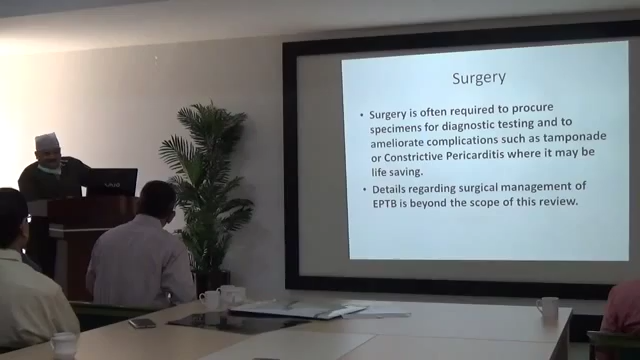 Surgery
• Surgery is often required to procure
specimens for diagnostic testing and to
ameliorate complications such as tamponade
or Constrictive Pericarditis where it may be
life saving.
• Details regarding surgical management of
EPTB is beyond the scope of this review.
VAIO